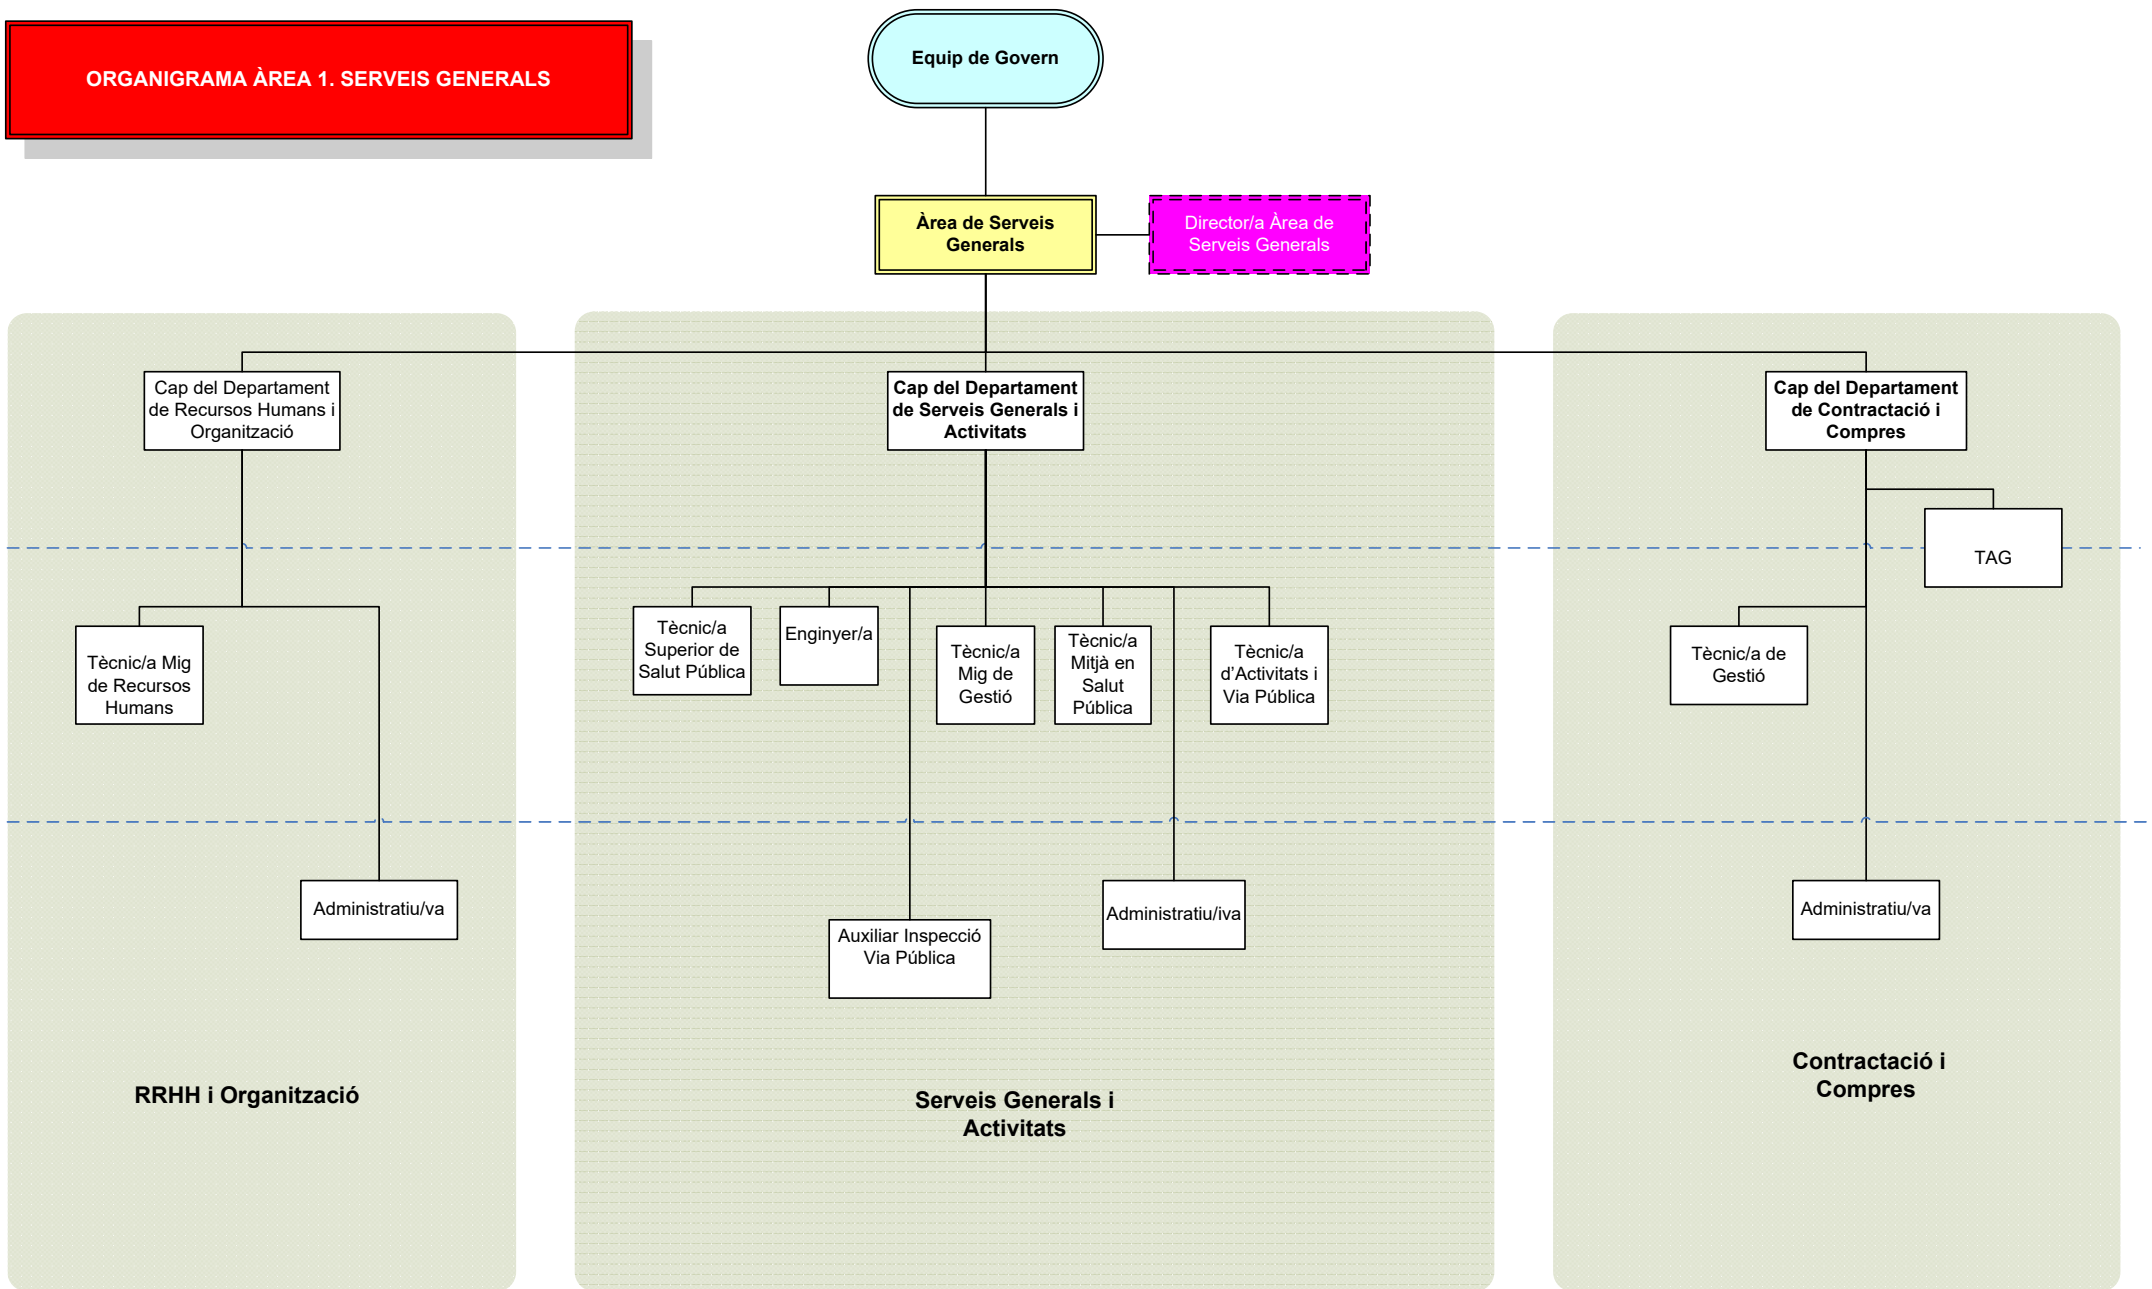 ORGANIGRAMA ÀREA 1. SERVEIS GENERALS
Equip de Govern
Àrea de Serveis
Generals
Director/a Àrea de
Serveis Generals
Cap del Departament
de Recursos Humans i
Organització
Cap del Departament
de Serveis Generals i
Activitats
Cap del Departament
de Contractació i
Compres
TAG
Tècnic/a Mig
de Recursos
Humans
Tècnic/a
Superior de
Salut Pública
Enginyer/a
Tècnic/a
Mig de
Gestió
Tècnic/a
Mitjà en
Salut
Pública
Tècnic/a
d’Activitats i
Via Pública
Tècnic/a de
Gestió
Administratiu/va
Auxiliar Inspecció
Via Pública
Administratiu/iva
Administratiu/va
RRHH i Organització
Serveis Generals i
Activitats
Contractació i
Compres